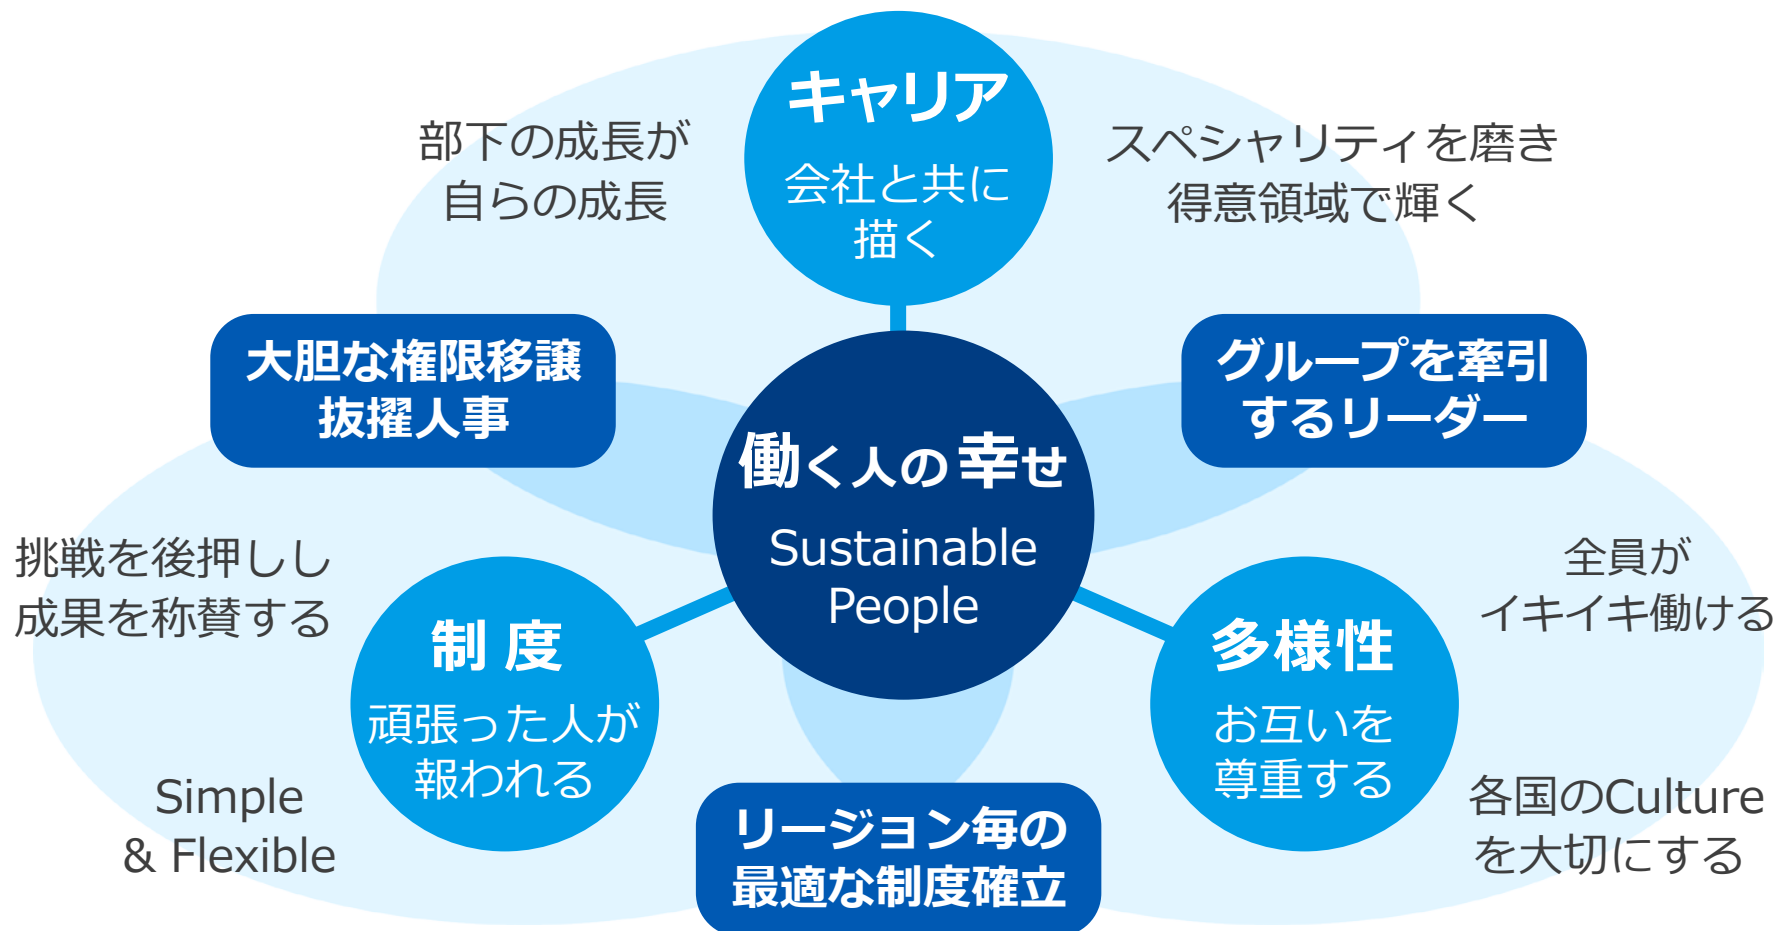 キャリア
会社と共に
描く
部下の成長が
自らの成長
スペシャリティを磨き
得意領域で輝く
大胆な権限移譲
抜擢人事
グループを牽引
するリーダー
働く人の幸せ
Sustainable
People
挑戦を後押しし
成果を称賛する
制度
頑張った人が
報われる
Simple
& Flexible
多様性
お互いを
尊重する
全員が
イキイキ働ける
各国のCulture
を大切にする
リージョン毎の
最適な制度確立